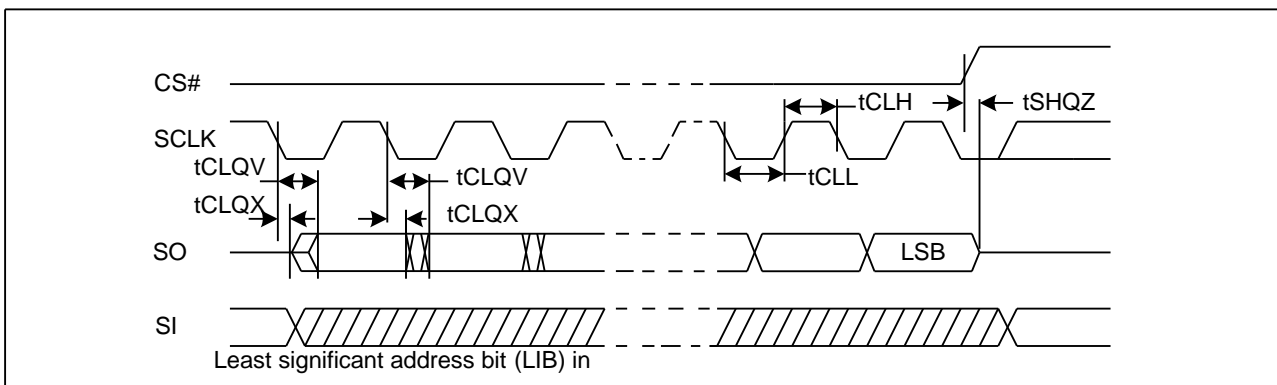 CS#
tCLH
tSHQZ
SCLK
tCLQV
tCLQV
tCLL
tCLQX
tCLQX
SO
LSB
SI
Least significant address bit (LIB) in